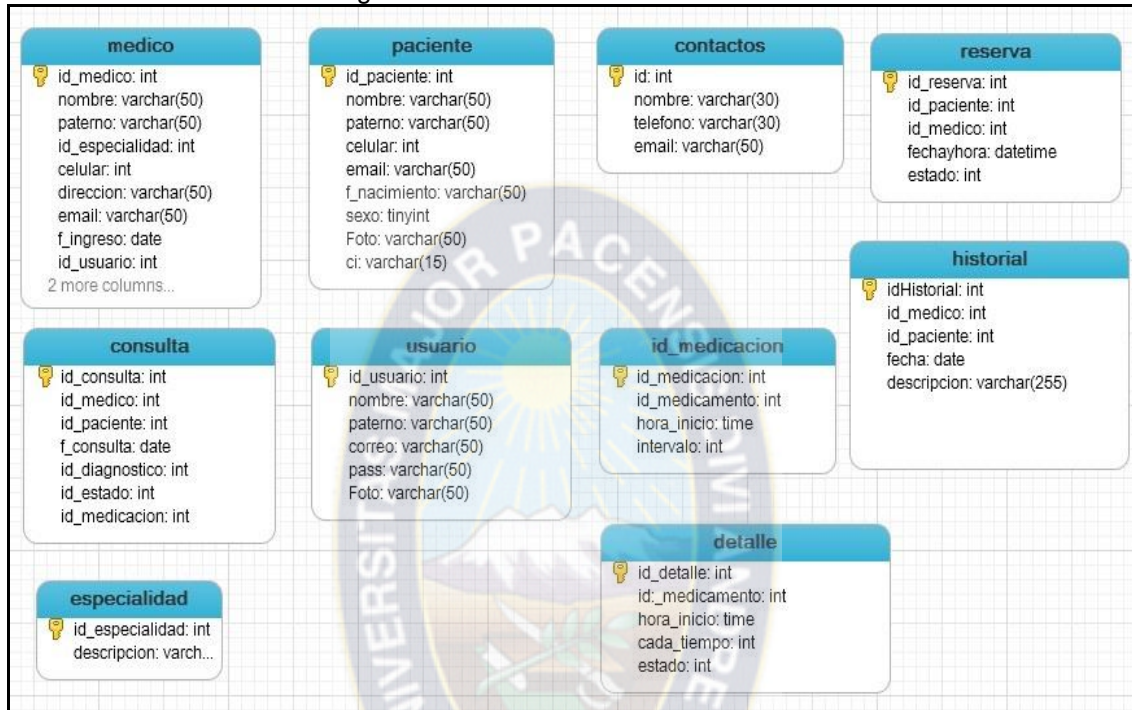 medico
id_medico: int
nombre: varchar(50)
paterno: varchar(50)
id_especialidad: int
celular: int
direccion: varchar(50)
email: varchar(50)
f_ingreso: date
id_usuario: int
2 more columns...
paciente
id_paciente: int
nombre: varchar(50)
paterno: varchar(50)
celular: int
email: varchar(50)
f_nacimiento: varchar(50)
sexo: tinyint
Foto: varchar(50)
ci: varchar(15)
contactos
id: int
nombre: varchar(30)
telefono: varchar(30)
email: varchar(50)
reserva
id_reserva: int
id_paciente: int
id_medico: int
fechayhora: datetime
estado: int
historial
idHistorial: int
id_medico: int
id_paciente: int
fecha: date
descripcion: varchar(255)
consulta
id_consulta: int
id_medico: int
id_paciente: int
f_consulta: date
id_diagnostico: int
id_estado: int
id_medicacion: int
usuario
id_usuario: int
nombre: varchar(50)
paterno: varchar(50)
correo: varchar(50)
pass: varchar(50)
Foto: varchar(50)
id_medicacion
id_medicacion: int
id_medicamento: int
hora_inicio: time
intervalo: int
detalle
id_detalle: int
id:_medicamento: int
hora_inicio: time
cada_tiempo: int
estado: int
especialidad
id_especialidad: int
descripcion: varch...